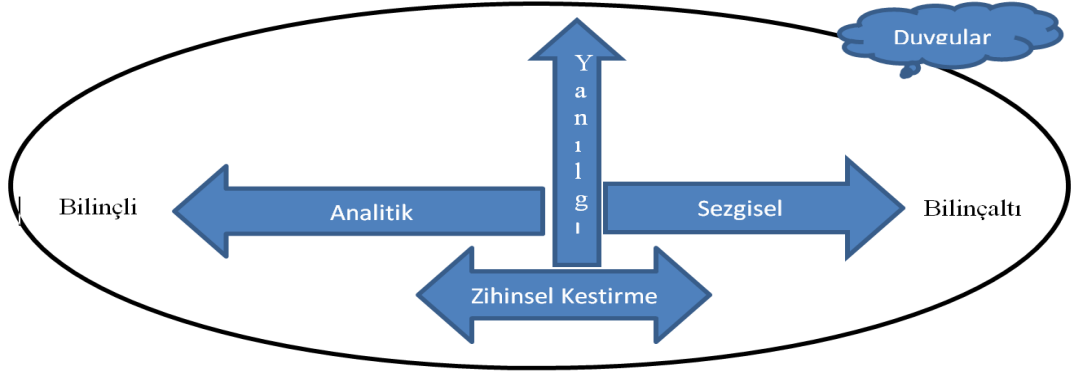 Duygular
Yanılgı
Bilinçli
Analitik
Sezgisel
Bilinçaltı
Zihinsel Kestirme